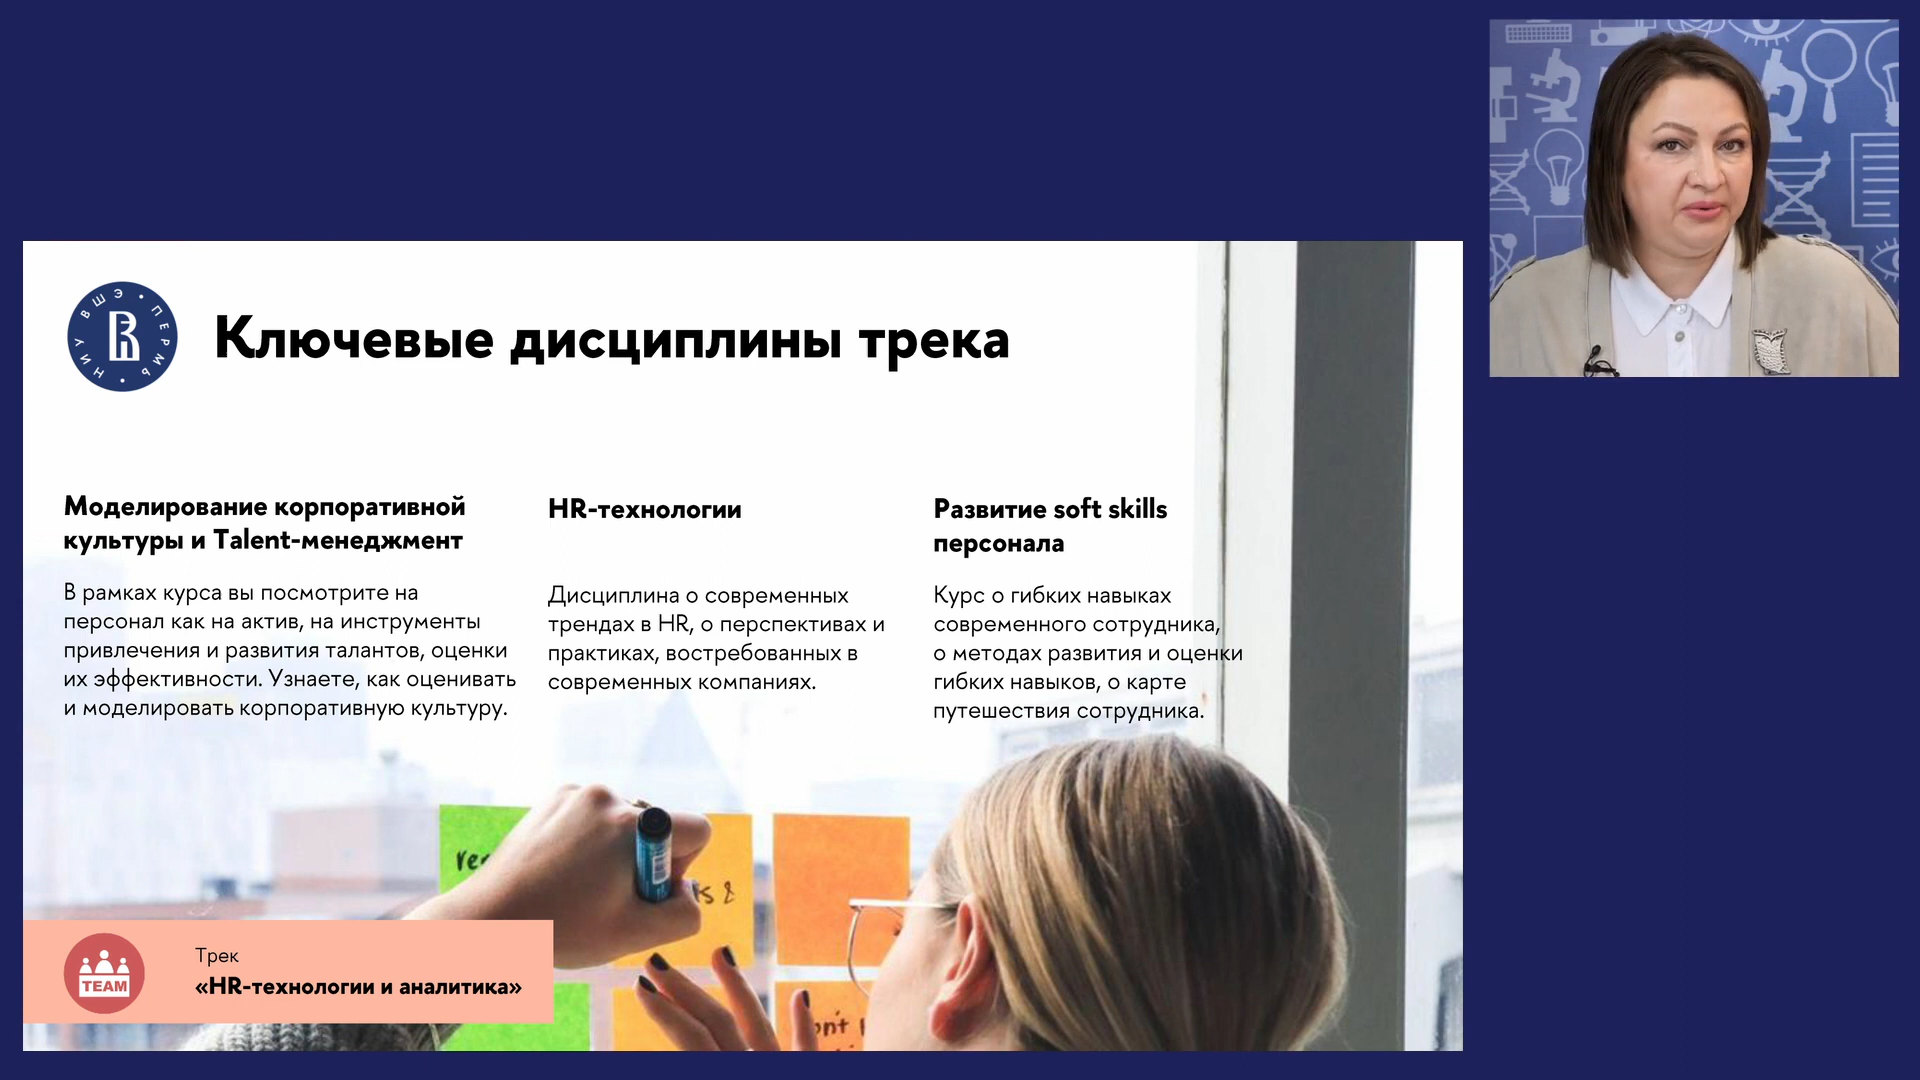 НИУ ВШЭ • ПЕРМЬ •
Ключевые дисциплины трека
Моделирование корпоративной
культуры и Talent-менеджмент
В рамках курса вы посмотрите на
персонал как на актив, на инструменты
привлечения и развития талантов, оценки
их эффективности. Узнаете, как оценивать
и моделировать корпоративную культуру.
HR-технологии
Дисциплина о современных
трендах в HR, о перспективах и
практиках, востребованных в
современных компаниях.
Развитие soft skills
персонала
Курс о гибких навыках
современного сотрудника,
о методах развития и оценки
гибких навыков, о карте
путешествия сотрудника.
TEAM
Трек
«HR-технологии и аналитика»